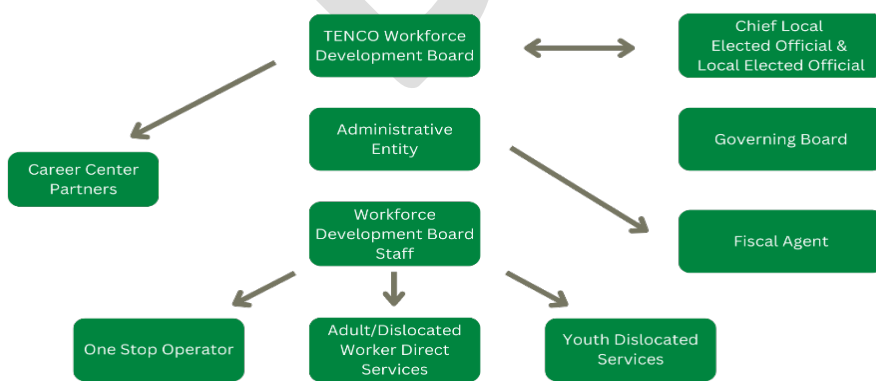 TENCO Workforce
Development Board
Chief Local
Elected Official &
Local Elected Official
Administrative
Entity
Governing Board
Career Center
Partners
Workforce
Development Board
Staff
Fiscal Agent
One Stop Operator
Adult/Dislocated
Worker Direct
Services
Youth Dislocated
Services